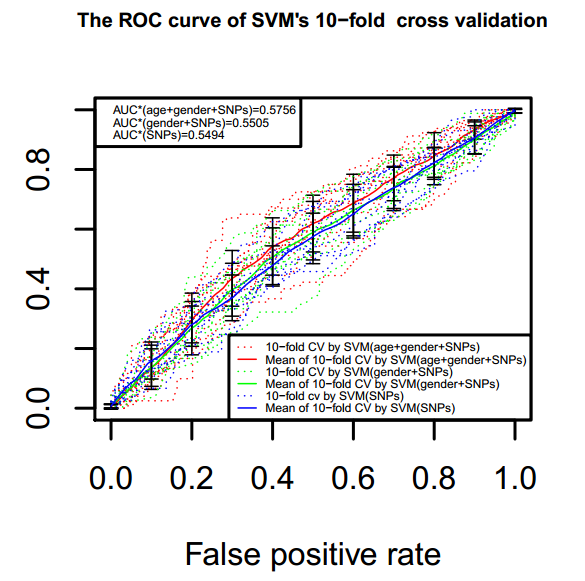 The ROC curve of SVM's 10−fold  cross validation
AUC*(age+gender+SNPs)=0.5756
AUC*(gender+SNPs)=0.5505
AUC*(SNPs)=0.5494
0.8
0.4
0.0
10−fold CV by SVM(age+gender+SNPs)
Mean of 10−fold CV by SVM(age+gender+SNPs)
10−fold CV by SVM(gender+SNPs)
Mean of 10−fold CV by SVM(gender+SNPs)
10−fold cv by SVM(SNPs)
Mean of 10−fold CV by SVM(SNPs)
0.0 0.2 0.4 0.6 0.8 1.0
False positive rate